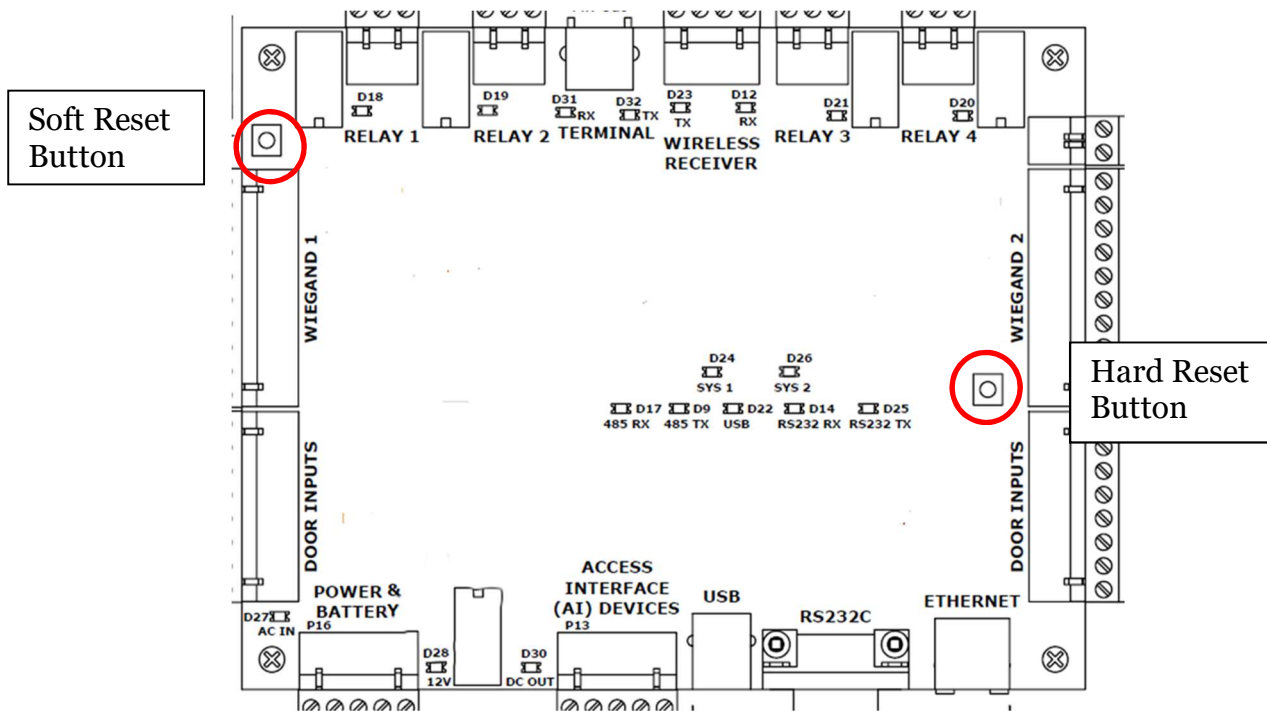 Soft Reset
Button
D18
RELAY 1
D19
RELAY 2
D31
RX
D32
TX
TERMINAL
D23
TX
D12
RX
WIRELESS
RECEIVER
D21
RELAY 3
D20
RELAY 4
WIEGAND 1
WIEGAND 2
D24
SYS 1
D26
SYS 2
Hard Reset
Button
D17
485 RX
D9
485 TX
D22
USB
D14
RS232 RX
D25
RS232 TX
DOOR INPUTS
DOOR INPUTS
POWER &
BATTERY
P16
D27
AC IN
D28
12V
D30
DC OUT
ACCESS
INTERFACE
(AI) DEVICES
P13
USB
RS232C
ETHERNET